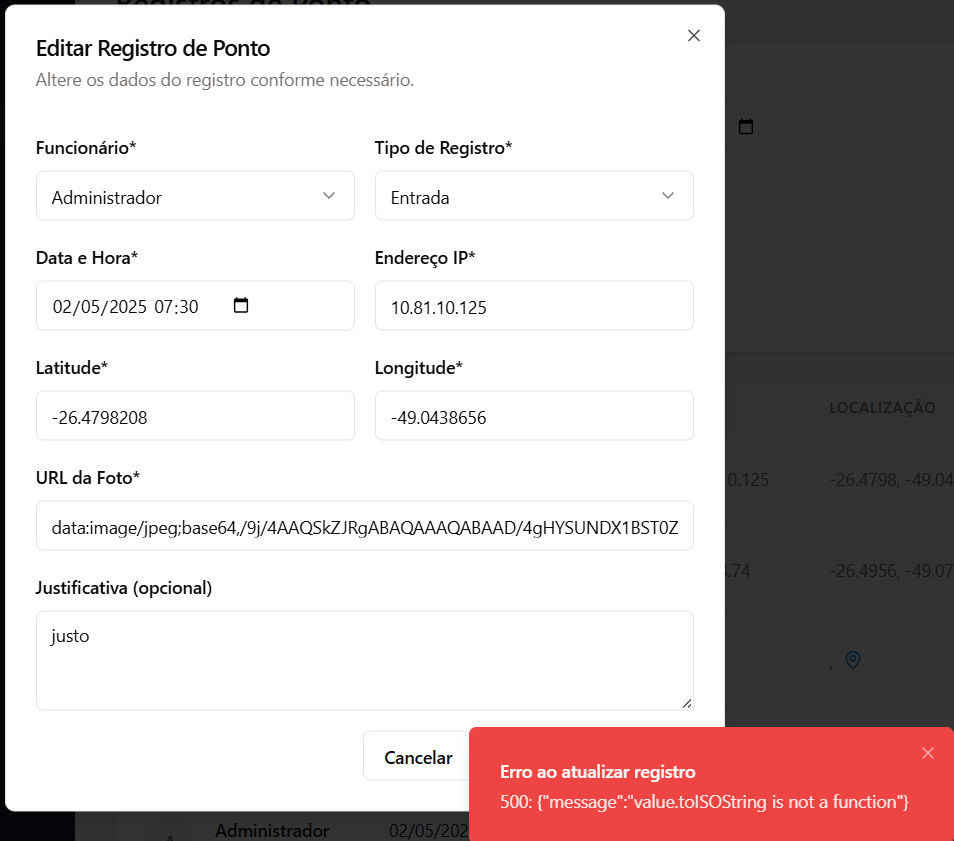 Registros de Ponto
Editar Registro de Ponto
Altere os dados do registro conforme necessário.
Funcionário*
Tipo de Registro*
Administrador
Entrada
Data e Hora*
Endereço IP*
02/05/2025 07:30
10.81.10.125
Latitude*
Longitude*
-26.4798208
-49.0438656
LOCALIZAÇÃO
URL da Foto*
0.125
-26.4798, -49.04
data:image/jpeg;base64,/9j/4AAQSkZJRgABAQAAAQABAAD/4gHYSUNDX1BST0Z
.74
-26.4956, -49.07
Justificativa (opcional)
justo
,
Cancelar
Erro ao atualizar registro
500: {"message":"value.toISOString is not a function"}
Administrador
02/05/202